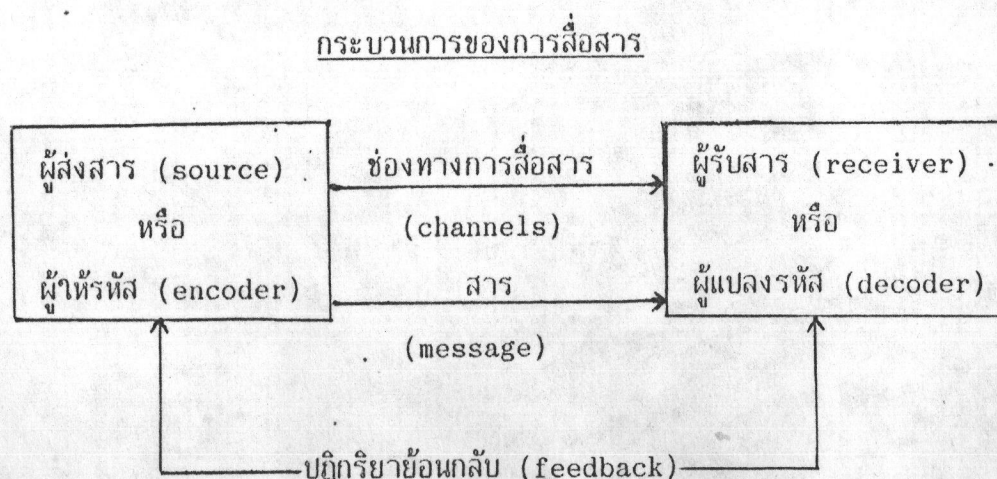 กระบวนการของการสื่อสาร
ผู้ส่งสาร (source)
หรือ
ผู้ให้รหัส (encoder)
ช่องทางการสื่อสาร
(channels)
สาร
(message)
ผู้รับสาร (receiver)
หรือ
ผู้แปลงรหัส (decoder)
ปฏิกริยาย้อนกลับ (feedback)